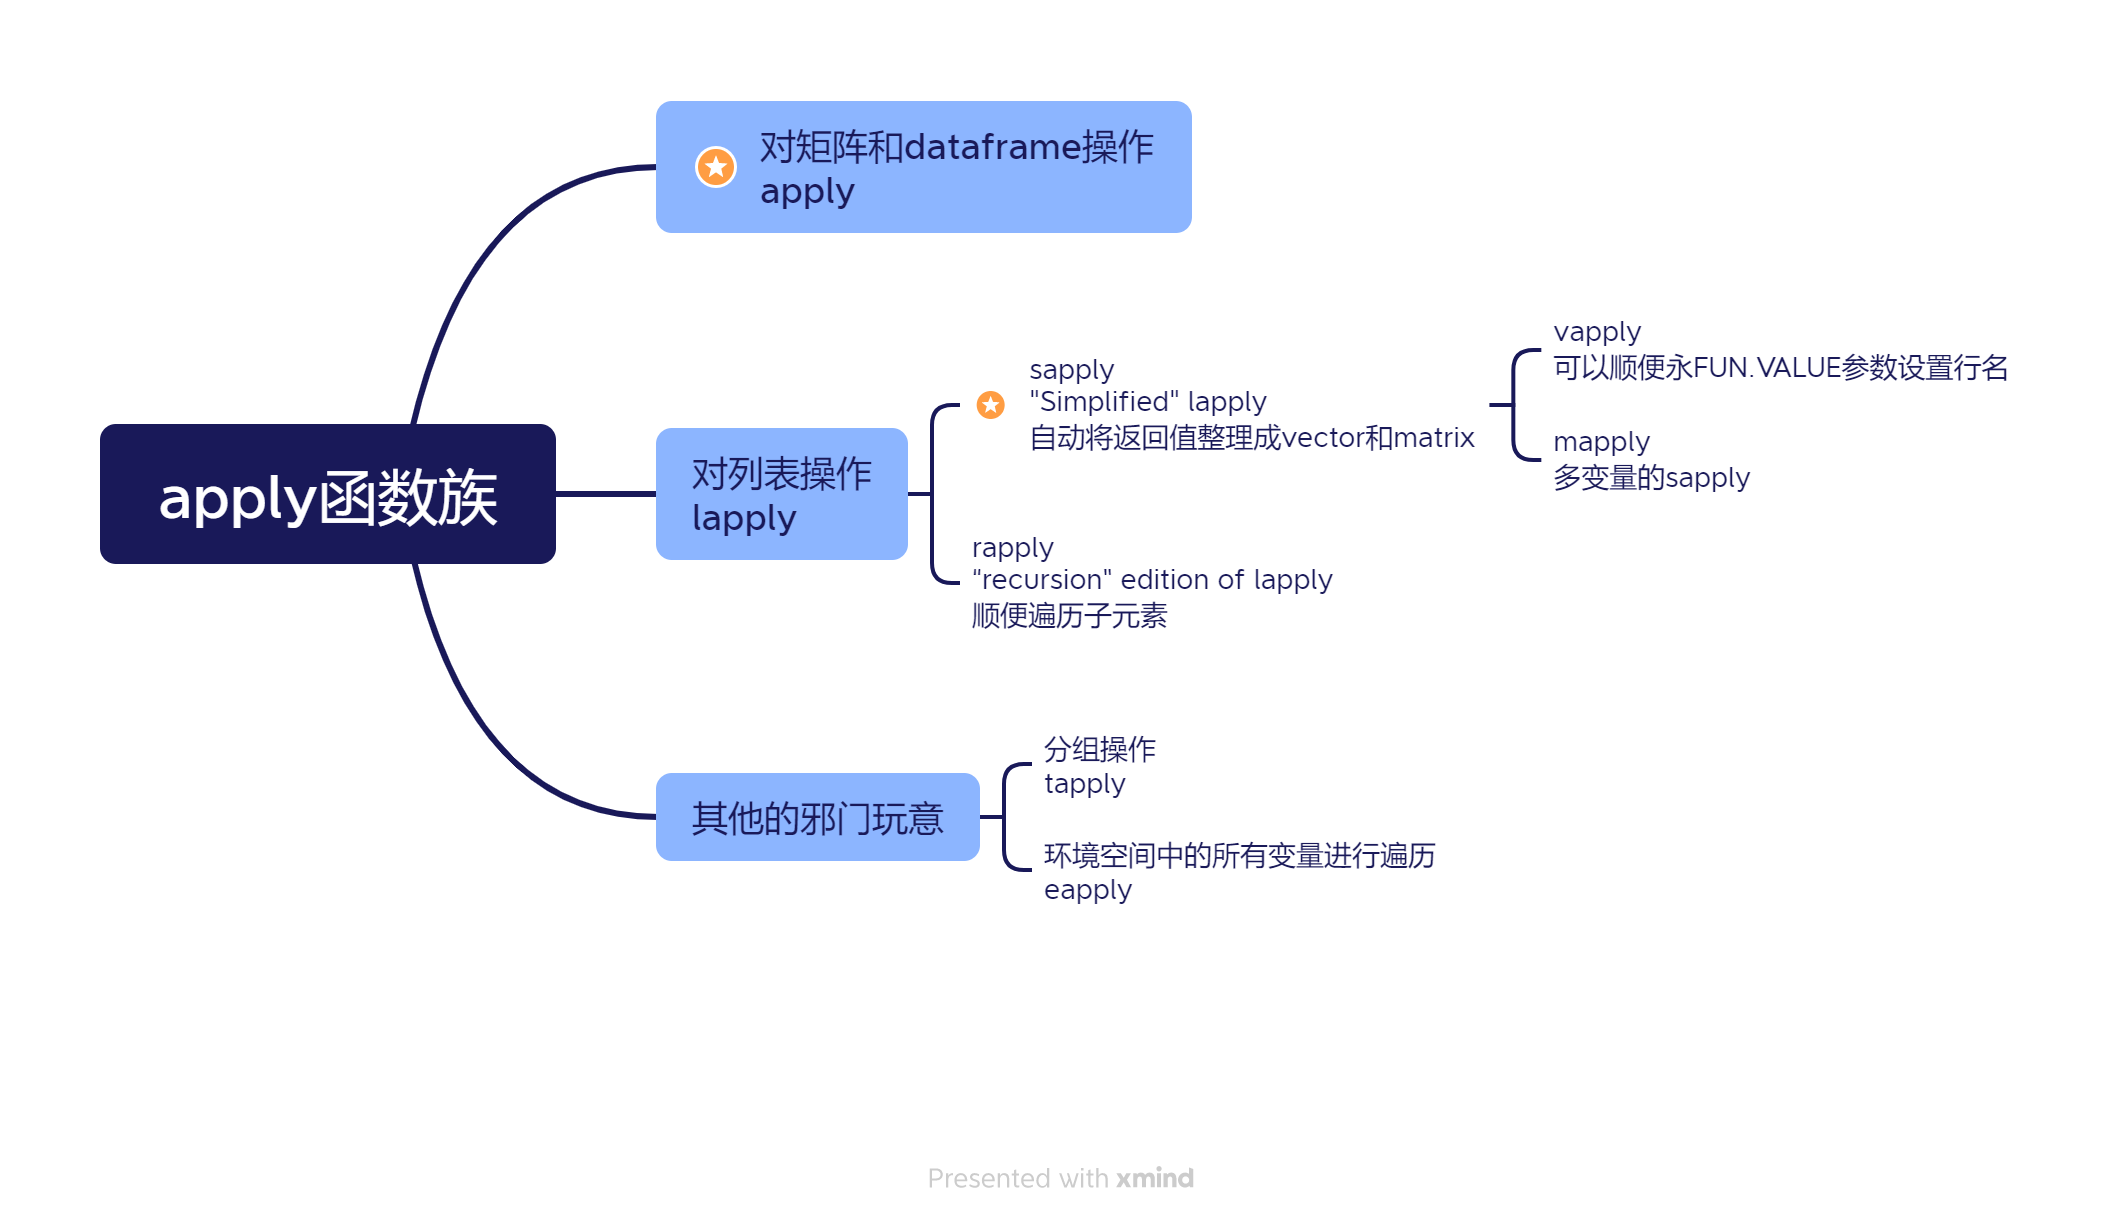 apply函数族
对矩阵和dataframe操作
apply
对列表操作
lapply
sapply
"Simplified" lapply
自动将返回值整理成vector和matrix
vapply
可以顺便永FUN.VALUE参数设置行名
mapply
多变量的sapply
rapply
“recursion" edition of lapply
顺便遍历子元素
其他的邪门玩意
分组操作
tapply
环境空间中的所有变量进行遍历
eapply
Presented with xmind